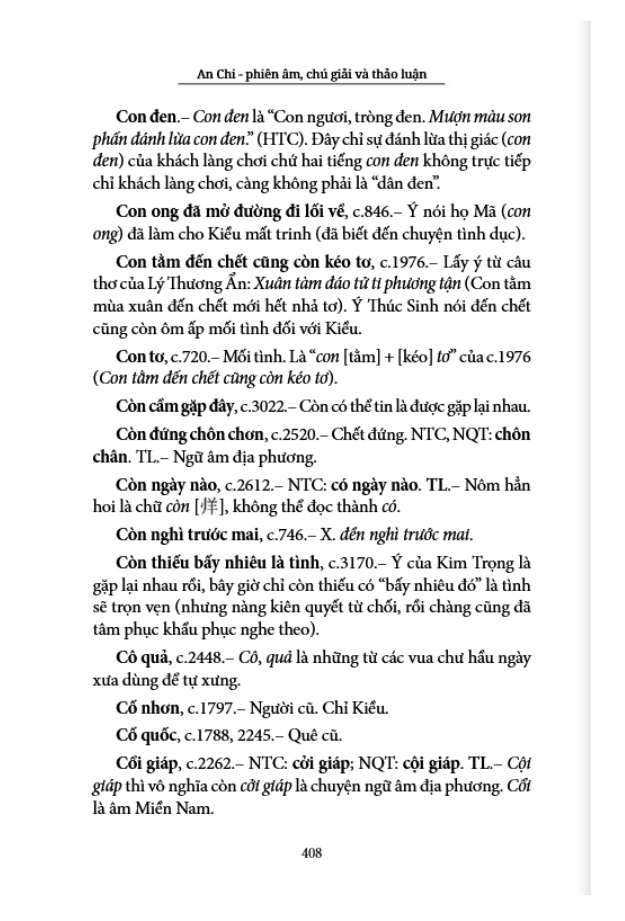 An Chi - phiên âm, chú giải và thảo luận
Con đen.– Con đen là “Con ngươi, tròng đen. Mượn màu son
phấn đánh lừa con đen.” (HTC). Đây chỉ sự đánh lừa thị giác (con
đen) của khách làng chơi chứ hai tiếng con đen không trực tiếp
chỉ khách làng chơi, càng không phải là “dân đen”.
Con ong đã mở đường đi lối về, c.846.– Ý nói họ Mã (con
ong) đã làm cho Kiều mất trinh (đã biết đến chuyện tình dục).
Con tằm đến chết cũng còn kéo tơ, c.1976.– Lấy ý từ câu
thơ của Lý Thương Ẩn: Xuân tàm đáo tử ti phương tận (Con tằm
mùa xuân đến chết mới hết nhả tơ). Ý Thúc Sinh nói đến chết
cũng còn ôm ấp mối tình đối với Kiều.
Con tơ, c.720.– Mối tình. Là “con [tằm] + [kéo] tơ” của c.1976
(Con tằm đến chết cũng còn kéo tơ).
Còn cầm gặp đây, c.3022.– Còn có thể tin là được gặp lại nhau.
Còn đứng chôn chơn, c.2520.– Chết đứng. NTC, NQT: chôn
chân. TL.– Ngữ âm địa phương.
Còn ngày nào, c.2612.– NTC: có ngày nào. TL.– Nôm hẳn
hoi là chữ còn [], không thể đọc thành có.
Còn nghì trước mai, c.746.– X. đền nghì trước mai.
Còn thiếu bấy nhiêu là tình, c.3170.– Ý của Kim Trọng là
gặp lại nhau rồi, bây giờ chỉ còn thiếu có “bấy nhiêu đó” là tình
sẽ trọn vẹn (nhưng nàng kiên quyết từ chối, rồi chàng cũng đã
tâm phục khẩu phục nghe theo).
Cô quả, c.2448.– Cô, quả là những từ các vua chư hầu ngày
xưa dùng để tự xưng.
Cố nhơn, c.1797.– Người cũ. Chỉ Kiều.
Cố quốc, c.1788, 2245.– Quê cũ.
Cổi giáp, c.2262.– NTC: cởi giáp; NQT: cội giáp. TL.– Cội
giáp thì vô nghĩa còn cỡi giáp là chuyện ngữ âm địa phương. Cổi
là âm Miền Nam.
408